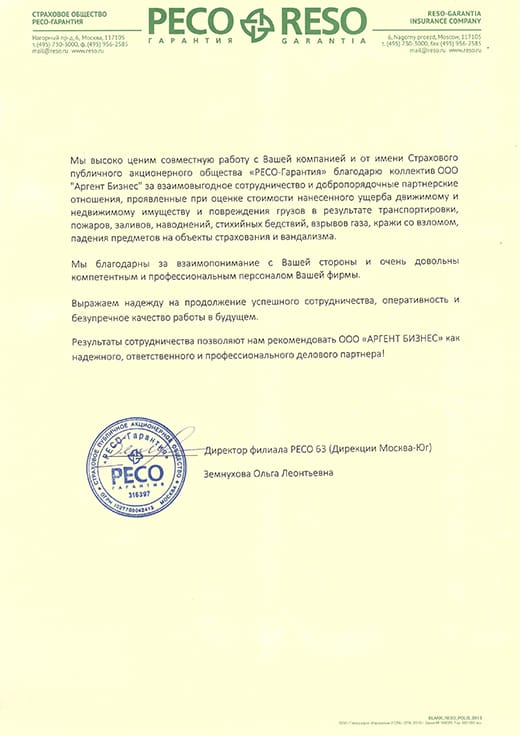 СТРАХОВОЕ ОБЩЕСТВО
РЕСО-ГАРАНТИЯ
Нагорный пр-д, 6, Москва, 117105
т.(495) 730-3000, ф.(495) 956-2585
mail@reso.ru www.reso.ru
РЕСО RESO
ГАРАНТИЯ GARANTIA
RESO-GARANTIA
INSURANCE COMPANY
6, Nagorny proezd, Moscow, 117105
t.(495) 730-3000, fax (495) 956-2585
mail@reso.ru www.reso.ru
Мы высоко ценим совместную работу с Вашей компанией и от имени Страхового
публичного акционерного общества «РЕСО-Гарантия» благодарю коллектив ООО
"Аргент Бизнес" за взаимовыгодное сотрудничество и добропорядочные партнерские
отношения, проявленные при оценке стоимости нанесенного ущерба движимому и
недвижимому имуществу и повреждения грузов в результате транспортировки,
пожаров, заливов, наводнений, стихийных бедствий, взрывов газа, кражи со взломом,
падения предметов на объекты страхования и вандализма.
Мы благодарны за взаимопонимание с Вашей стороны и очень довольны
компетентным и профессиональным персоналом Вашей фирмы.
Выражаем надежду на продолжение успешного сотрудничества, оперативность и
безупречное качество работы в будущем.
Результаты сотрудничества позволяют нам рекомендовать ООО «АРГЕНТ БИЗНЕС» как
надежного, ответственного и профессионального делового партнера!
Директор филиала РЕСО 63 (Дирекции Москва-Юг)
Земнухова Ольга Леонтьевна
СТРАХОВОЕ ПУБЛИЧНОЕ АКЦИОНЕРНОЕ ОБЩЕСТВО
«РЕСО-Гарантия»
РЕСО
ГАРАНТИЯ
316397
МОСКВА
BLANK_RESO_POLIS_2015